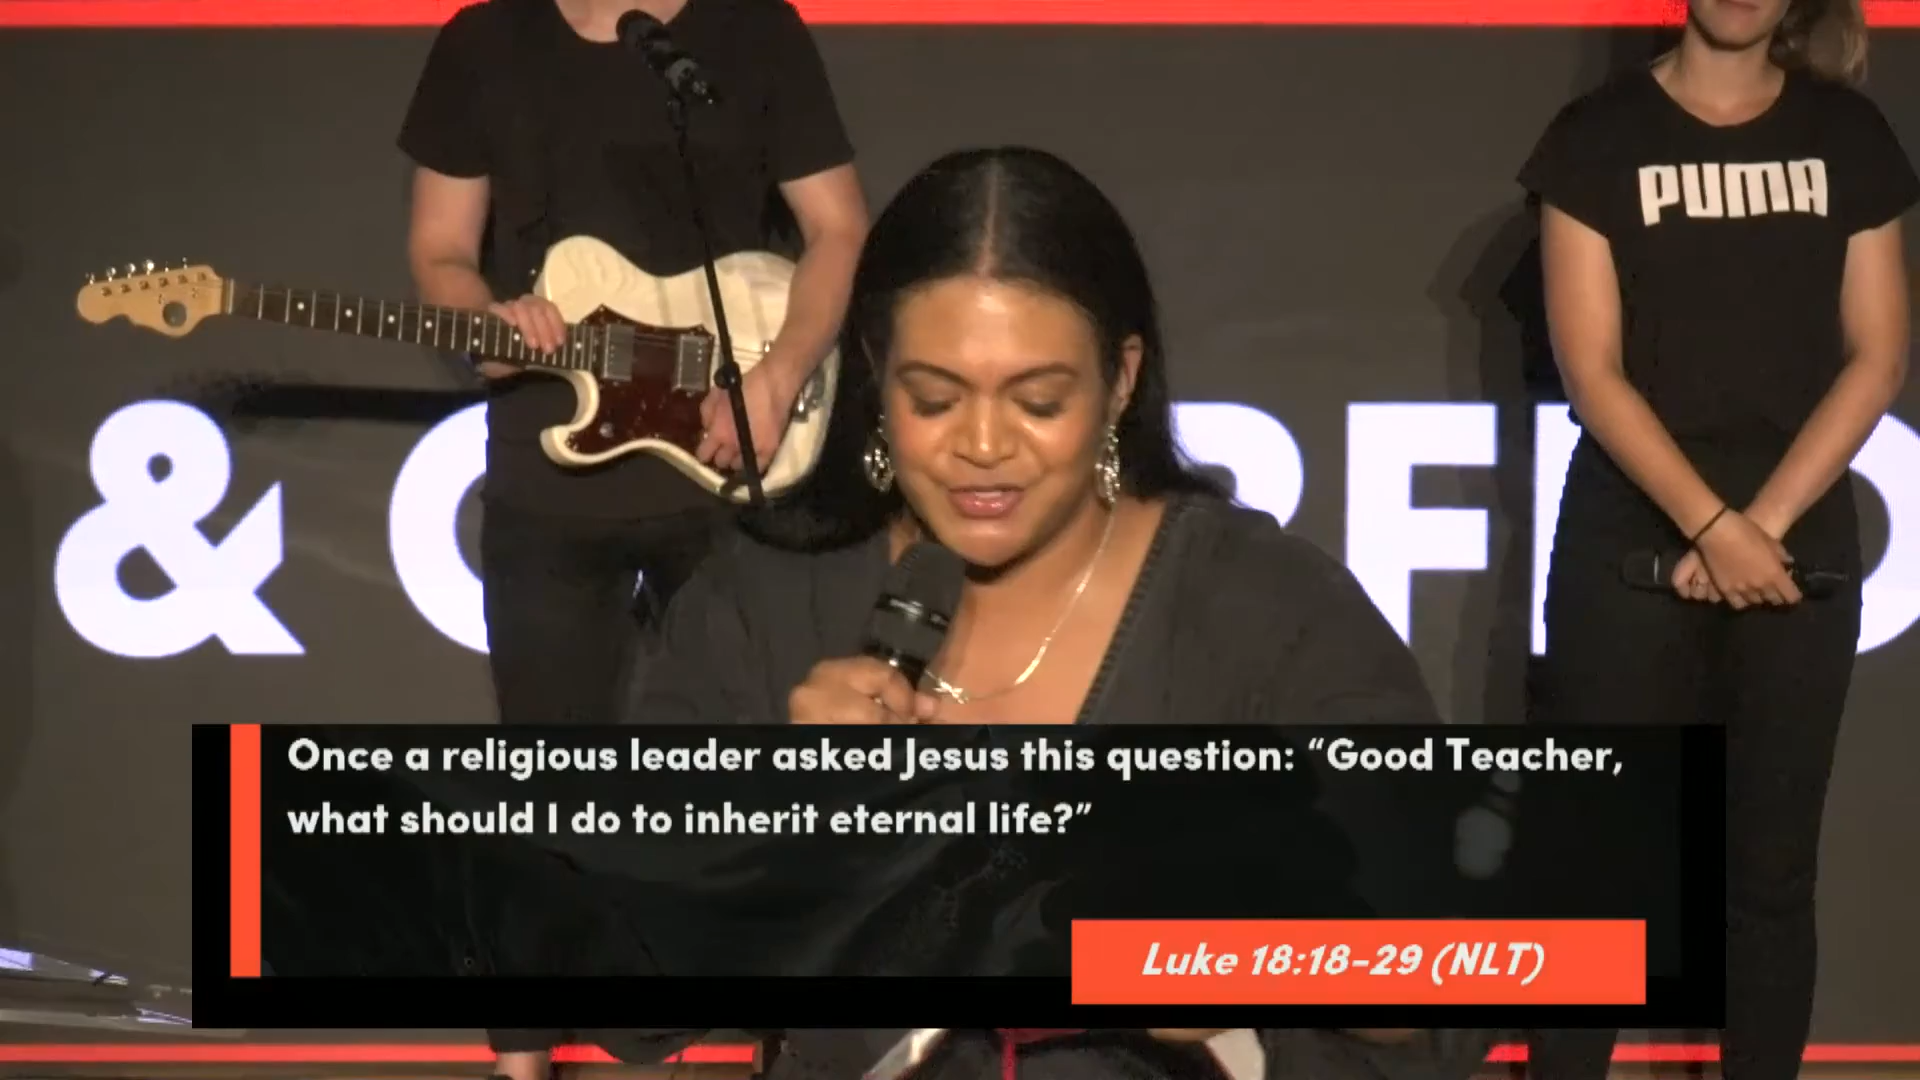 PUMA
&
Once a religious leader asked Jesus this question: “Good Teacher,
what should I do to inherit eternal life?”
Luke 18:18-29 (NLT)